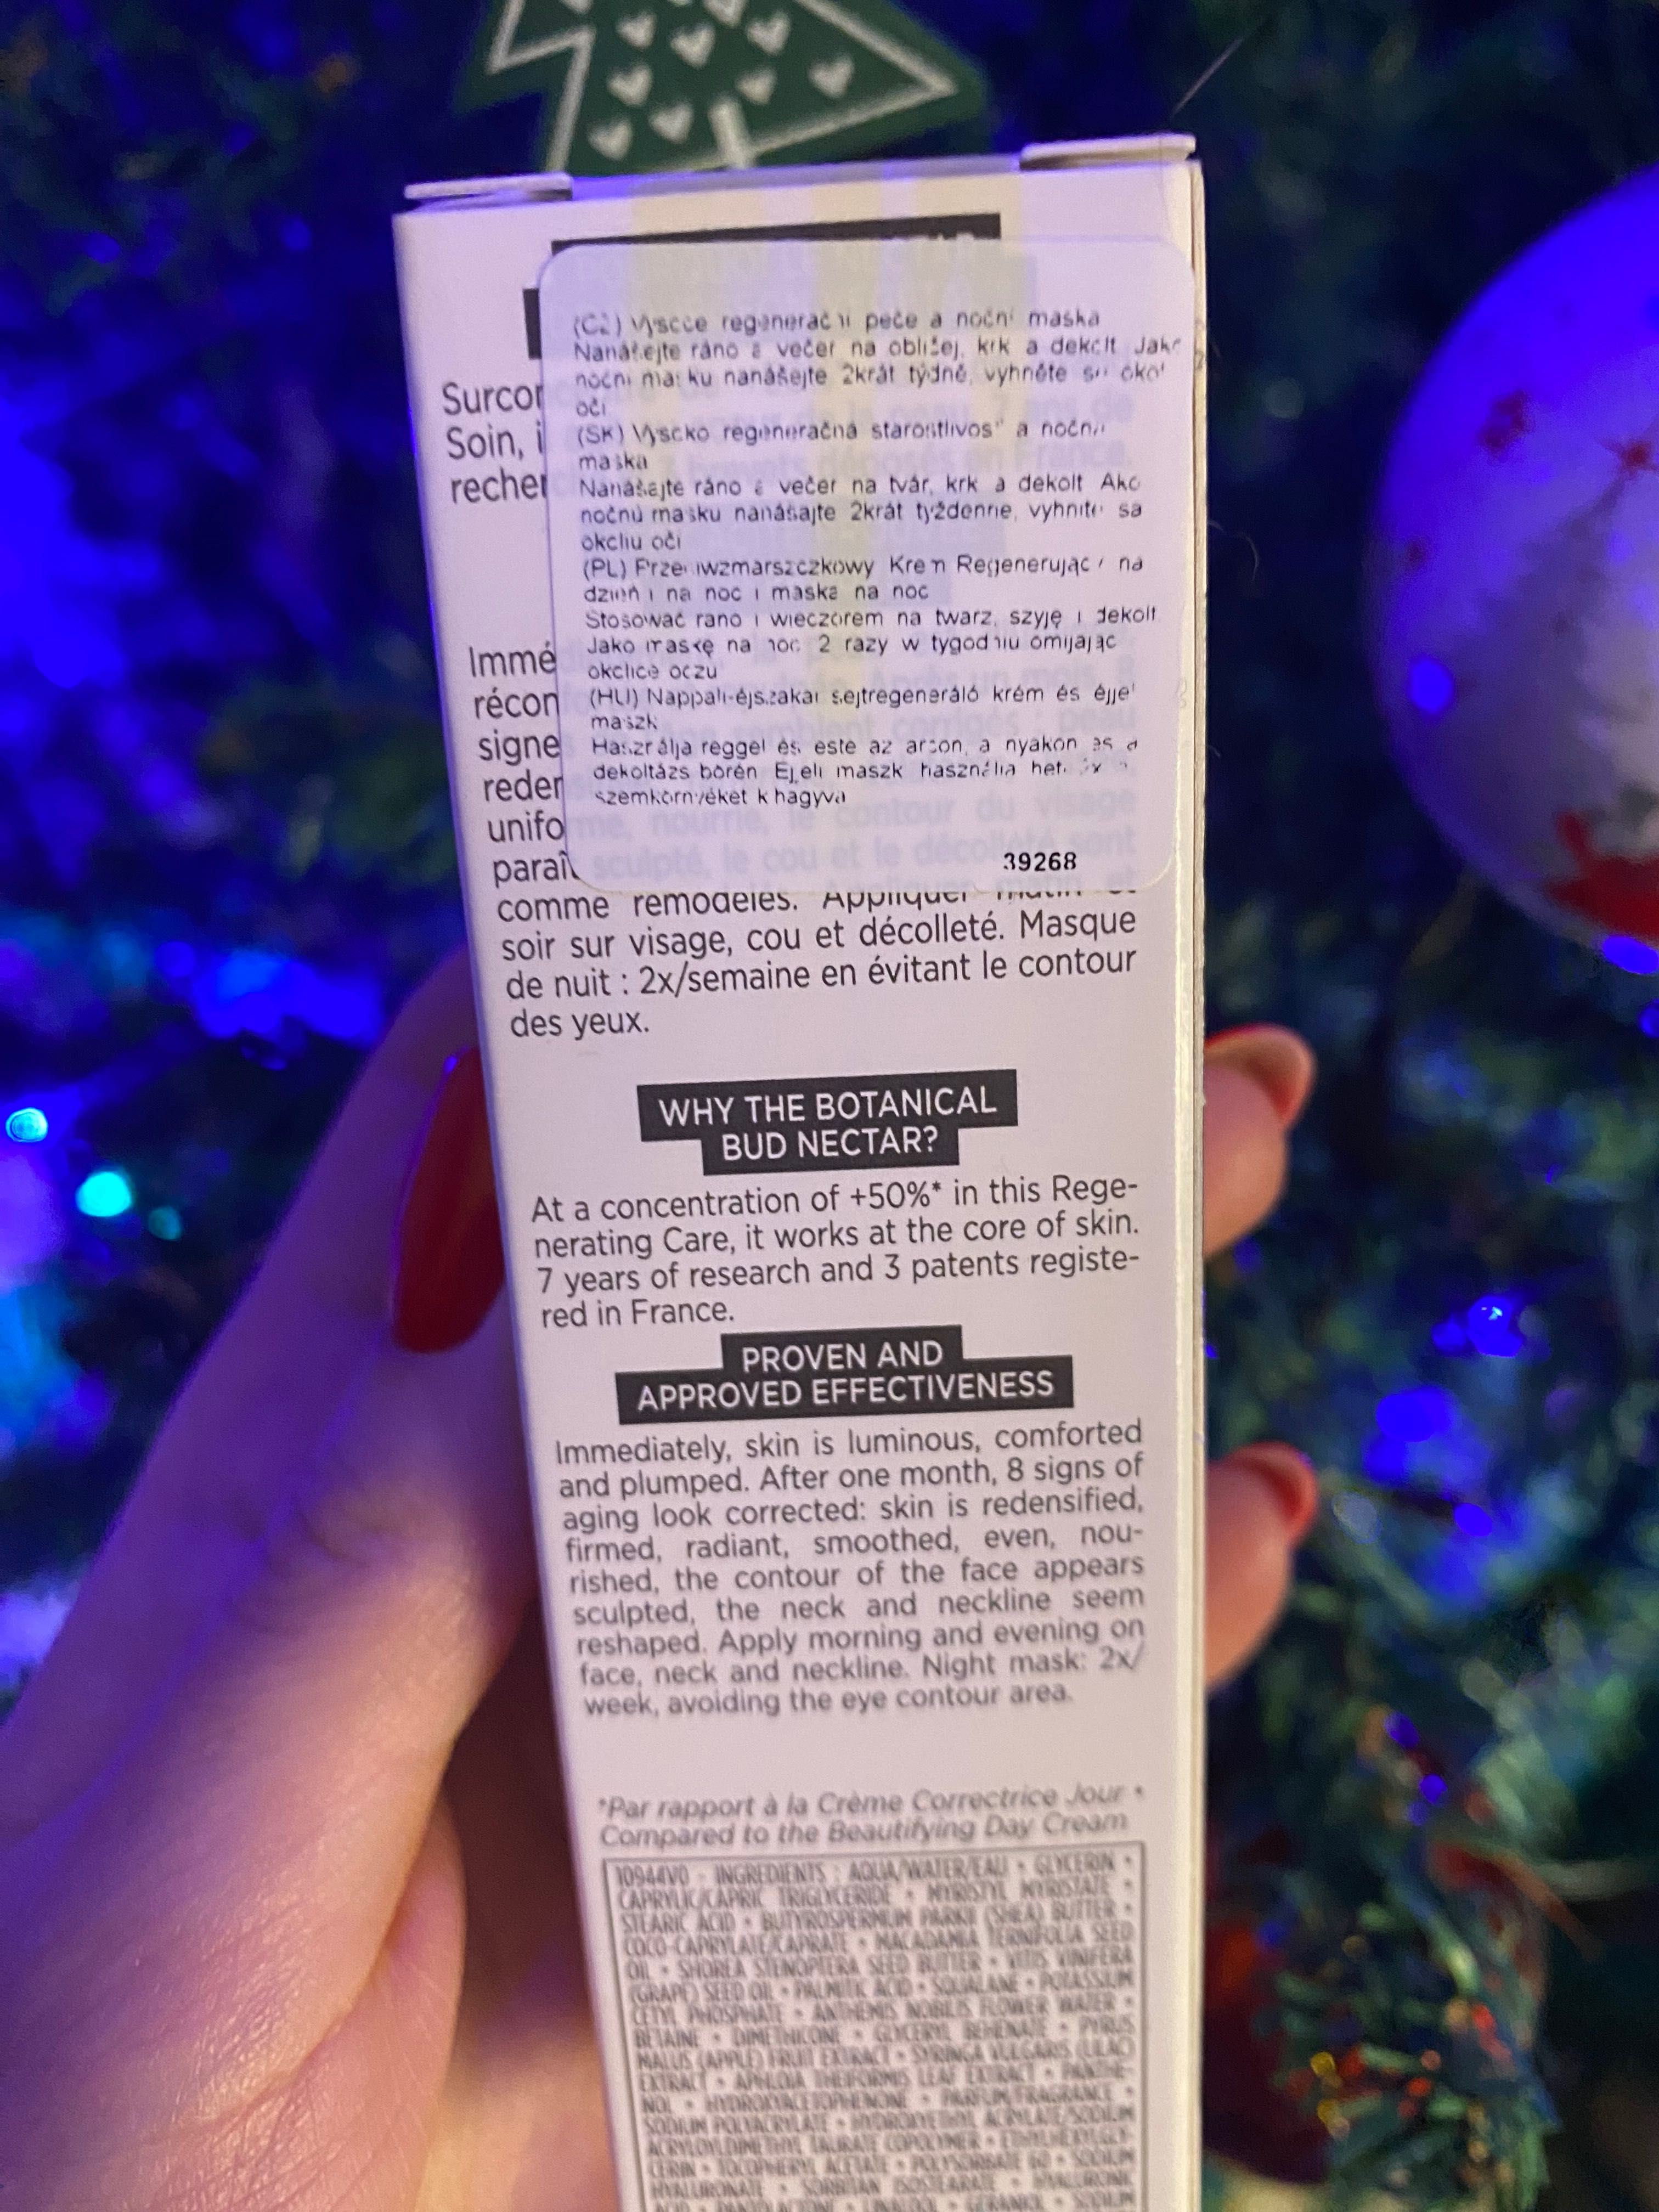 Surcon
Soin, i
recher
(CZ) regenerační péče a noční maska
Nanášejte ráno a večer na obličej, krk a dekolt Jako
noční masku nanášejte 2krát týdně, vyhněte se okolí
očí
(SK) Vysoko regeneračná starostlivosť a nočná
maska
Nanášajte ráno a večer na tvár, krk a dekolt Ako
nočnú masku nanášajte 2krát týždenne, vyhnite sa
okoliu očí
(PL) Przeciwzmarszczkowy Krem Regenerujący na
dzień i na noc i maska na noc
Stosować rano i wieczorem na twarz, szyję i dekolt
Jako maskę na noc 2 razy w tygodniu omijając
okolice oczu
(HU) Nappali-éjszakai sejtregeneráló krém és éjjeli
maszk
Használja reggel és este az arcon, a nyakon és a
dekoltázs bőrén Éjjeli maszk
szemkörnyéket kihagyva
39268
Immé
récon
signe
reden
unifo
paraît sculpté, le cou et le décolleté sont
comme remodelés. Appliquer matin et
soir sur visage, cou et décolleté. Masque
de nuit : 2x/semaine en évitant le contour
des yeux.
WHY THE BOTANICAL
BUD NECTAR?
At a concentration of +50%* in this Rege-
nerating Care, it works at the core of skin.
7 years of research and 3 patents registe-
red in France.
PROVEN AND
APPROVED EFFECTIVENESS
Immediately, skin is luminous, comforted
and plumped. After one month, 8 signs of
aging look corrected: skin is redensified,
firmed, radiant, smoothed, even, nou-
rished, the contour of the face appears
sculpted, the neck and neckline seem
reshaped. Apply morning and evening on
face, neck and neckline. Night mask: 2x/
week, avoiding the eye contour area.
*Par rapport à la Crème Correctrice Jour •
Compared to the Beautifying Day Cream
10944V0 - INGREDIENTS : AQUA/WATER/EAU • GLYCERIN •
CAPRYLIC/CAPRIC TRIGLYCERIDE • MYRISTYL MYRISTATE •
STEARIC ACID • BUTYROSPERMUM PARKII (SHEA) BUTTER •
COCO-CAPRYLATE/CAPRATE • MACADAMIA TERNIFOLIA SEED
OIL • SHOREA STENOPTERA SEED BUTTER • VITIS VINIFERA
(GRAPE) SEED OIL • PALMITIC ACID • SQUALANE • POTASSIUM
CETYL PHOSPHATE • ANTHEMIS NOBILIS FLOWER WATER •
BETAINE • DIMETHICONE • GLYCERYL BEHENATE • PYRUS
MALUS (APPLE) FRUIT EXTRACT • SYRINGA VULGARIS (LILAC)
EXTRACT • APHLOIA THEIFORMIS LEAF EXTRACT • PANTHE-
NOL • HYDROXYACETOPHENONE • PARFUM/FRAGRANCE •
SODIUM POLYACRYLATE • HYDROXYETHYL ACRYLATE/SODIUM
ACRYLOYLDIMETHYL TAURATE COPOLYMER • ETHYLHEXYLGLY-
CERIN • TOCOPHERYL ACETATE • POLYSORBATE 60 • SODIUM
HYALURONATE • SORBITAN ISOSTEARATE • HYALURONIC